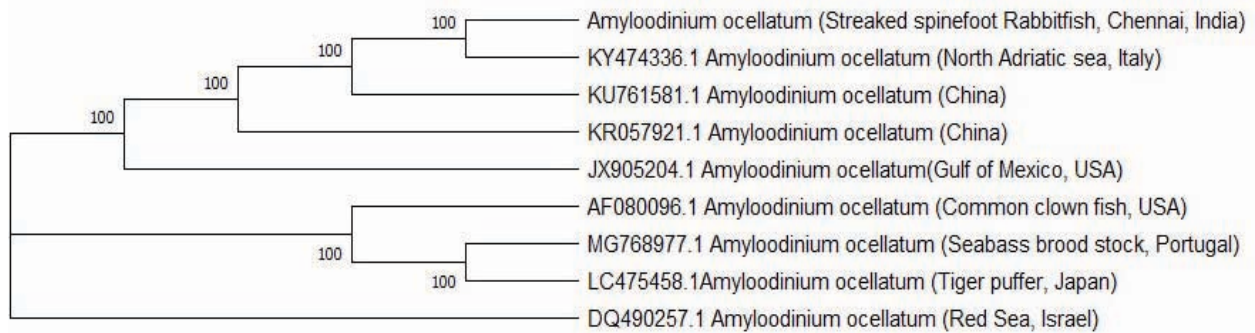 100 Amyloodinium ocellatum (Streaked spinefoot Rabbitfish, Chennai, India)
100 KY474336.1 Amyloodinium ocellatum (North Adriatic sea, Italy)
100 KU761581.1 Amyloodinium ocellatum (China)
100 KR057921.1 Amyloodinium ocellatum (China)
JX905204.1 Amyloodinium ocellatum(Gulf of Mexico, USA)
AF080096.1 Amyloodinium ocellatum (Common clown fish, USA)
100 MG768977.1 Amyloodinium ocellatum (Seabass brood stock, Portugal)
100 LC475458.1Amyloodinium ocellatum (Tiger puffer, Japan)
DQ490257.1 Amyloodinium ocellatum (Red Sea, Israel)